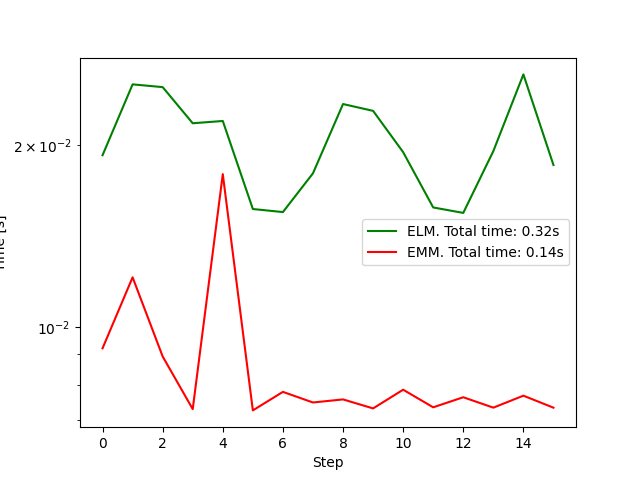 2 × 10⁻²
10⁻²
Time [s]
ELM. Total time: 0.32s
EMM. Total time: 0.14s
0 2 4 6 8 10 12 14
Step